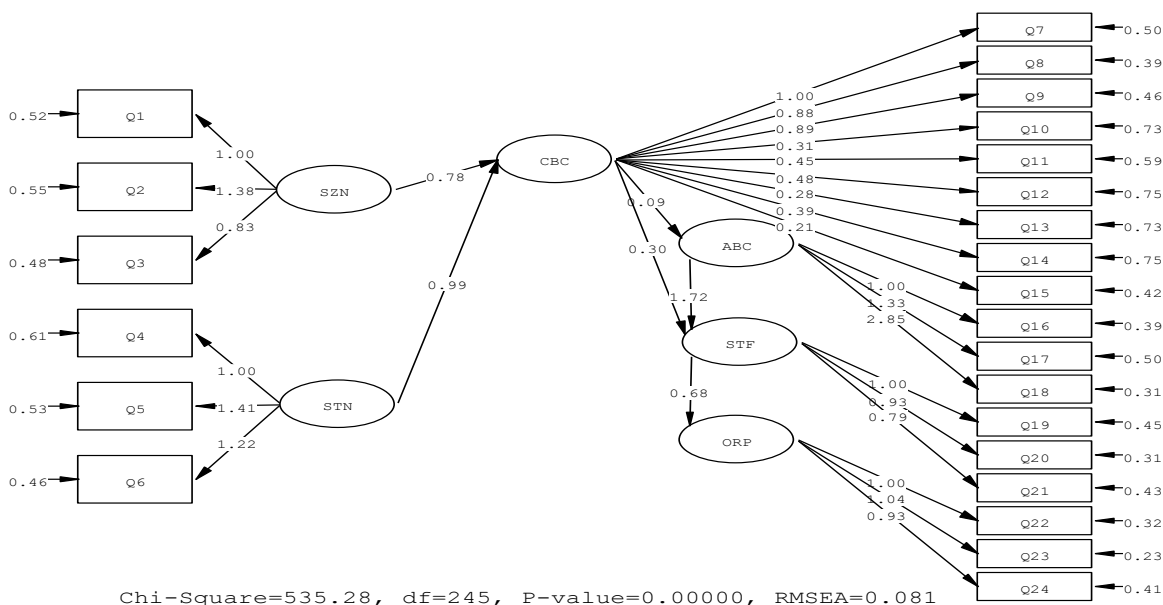 0.52 Q1
0.55 Q2
0.48 Q3
0.61 Q4
0.53 Q5
0.46 Q6
1.00
1.38
0.83
SZN
1.00
1.41
1.22
STN
0.78
0.99
CBC
1.00
0.88
0.89
0.31
0.45
0.48
0.28
0.39
0.21
0.09
0.30
ABC
1.72
STF
0.68
ORP
1.00
1.33
2.85
1.00
0.93
0.79
1.00
1.04
0.93
Q7 0.50
Q8 0.39
Q9 0.46
Q10 0.73
Q11 0.59
Q12 0.75
Q13 0.73
Q14 0.75
Q15 0.42
Q16 0.39
Q17 0.50
Q18 0.31
Q19 0.45
Q20 0.31
Q21 0.43
Q22 0.32
Q23 0.23
Q24 0.41
Chi-Square=535.28, df=245, P-value=0.00000, RMSEA=0.081